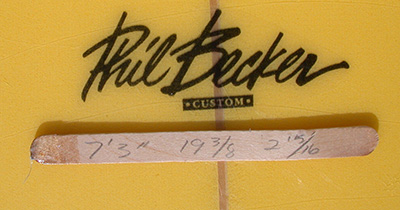 Phil Becker
• CUSTOM •
7'3" 19 3/8 2 15/16